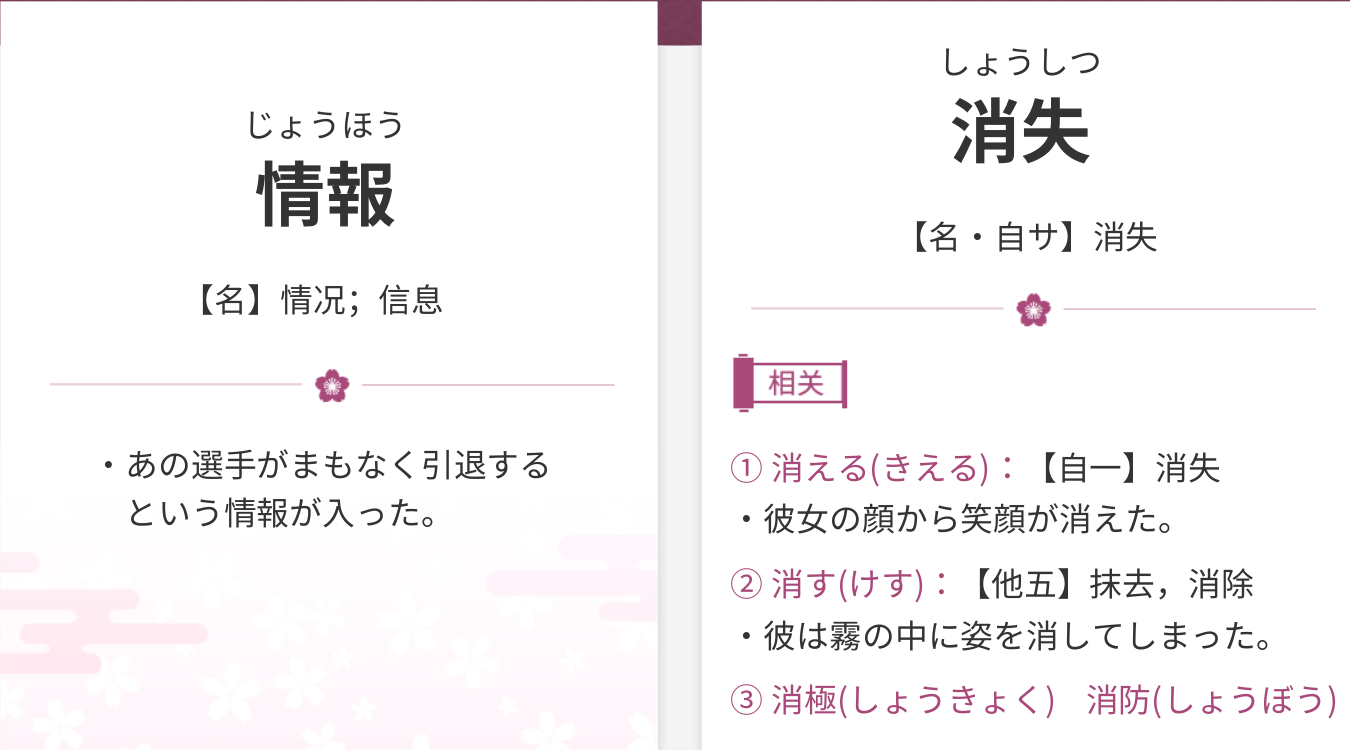 じょうほう
情報
【名】情况；信息
・あの選手がまもなく引退する
という情報が入った。
しょうしつ
消失
【名・自サ】消失
相关
① 消える(きえる)：【自一】消失
・彼女の顔から笑顔が消えた。
② 消す(けす)：【他五】抹去，消除
・彼は霧の中に姿を消してしまった。
③ 消極(しょうきょく)　消防(しょうぼう)